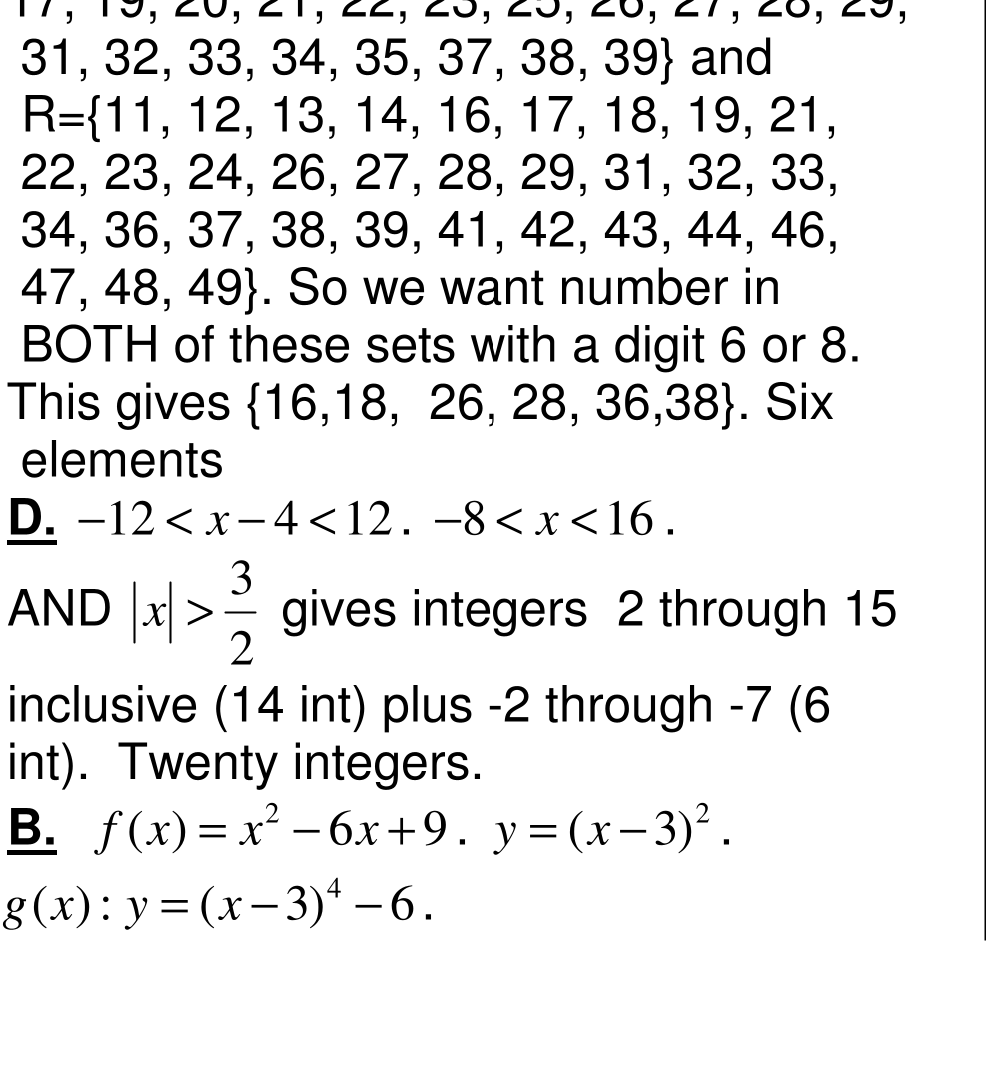 17, 19, 20, 21, 22, 23, 25, 26, 27, 28, 29,
31, 32, 33, 34, 35, 37, 38, 39} and
R={11, 12, 13, 14, 16, 17, 18, 19, 21,
22, 23, 24, 26, 27, 28, 29, 31, 32, 33,
34, 36, 37, 38, 39, 41, 42, 43, 44, 46,
47, 48, 49}. So we want number in
BOTH of these sets with a digit 6 or 8.
This gives {16,18, 26, 28, 36,38}. Six
elements
D. −12 < x − 4 < 12. −8 < x < 16.
AND |x| > 3/2 gives integers 2 through 15
inclusive (14 int) plus -2 through -7 (6
int). Twenty integers.
B. f(x) = x² − 6x + 9. y = (x − 3)².
g(x): y = (x − 3)⁴ − 6.